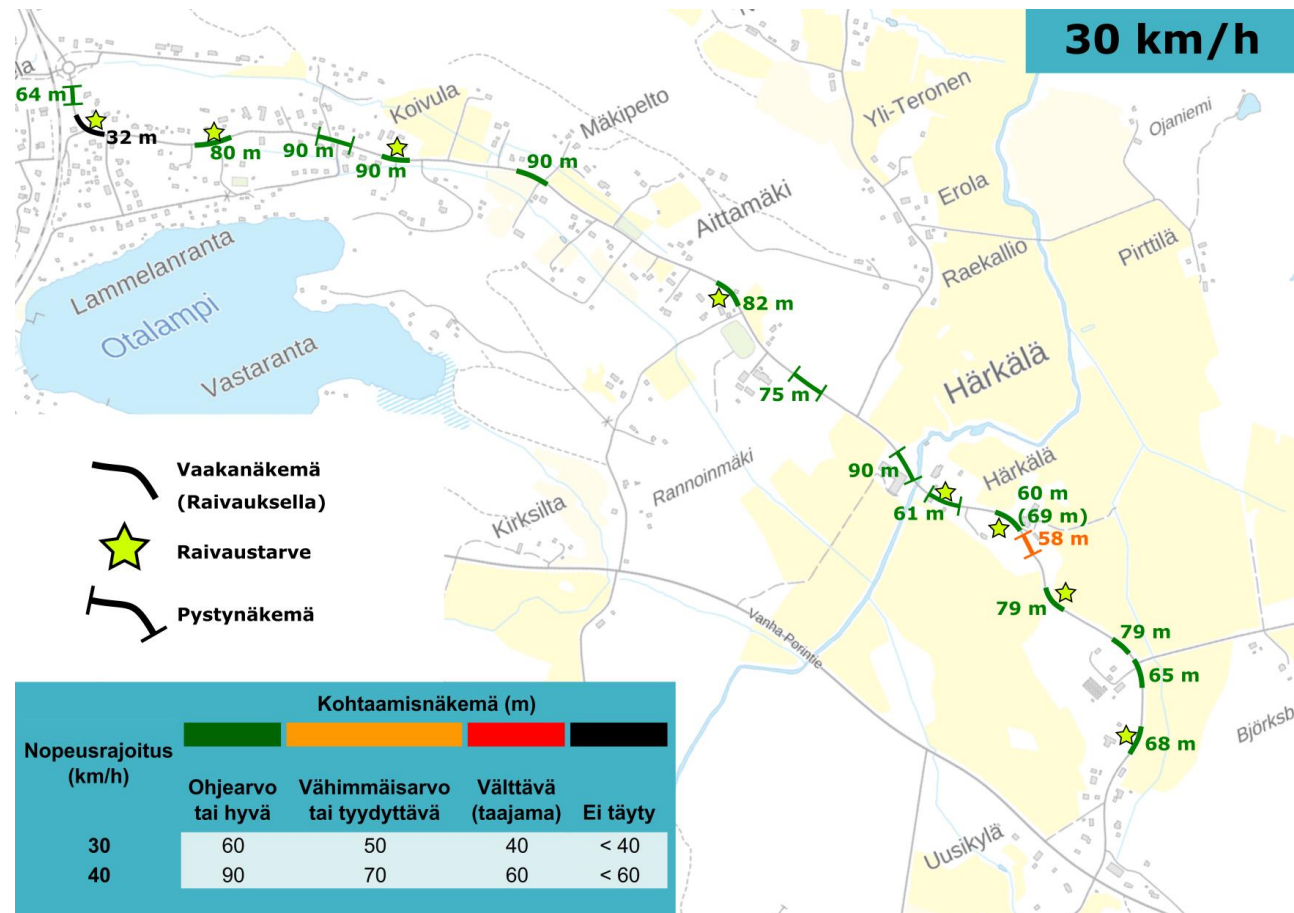 30 km/h
la
64 m
32 m
80 m
90 m
90 m
90 m
Koivula
Mäkipelto
Yli-Teronen
Ojaniemi
Aittamäki
Erola
Raekallio
Pirttilä
Lammelanranta
Otalampi
Vastaranta
82 m
75 m
Härkälä
Rannoinmäki
Kirksilta
90 m
61 m
Härkälä
60 m
(69 m)
58 m
79 m
79 m
65 m
68 m
Vanha-Porintie
Björksb
Uusikylä
Vaakanäkemä
(Raivauksella)
Raivaustarve
Pystynäkemä
Kohtaamisnäkemä (m)
Nopeusrajoitus
(km/h)
Ohjearvo
tai hyvä
Vähimmäisarvo
tai tyydyttävä
Välttävä
(taajama)
Ei täyty
30 60 50 40 < 40
40 90 70 60 < 60